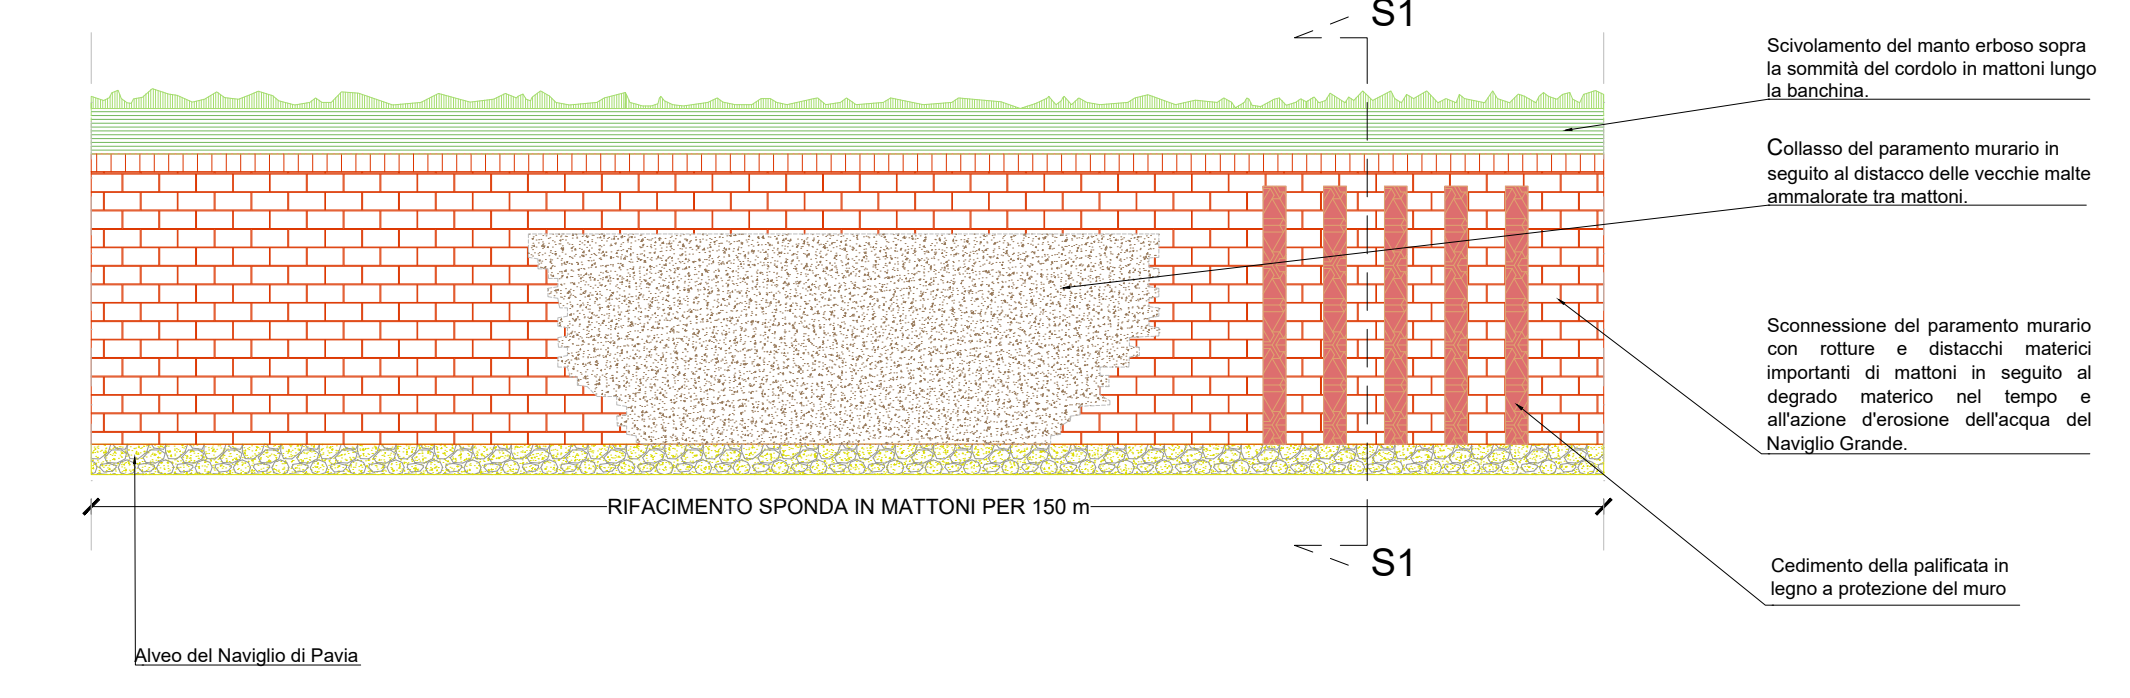 S1
Scivolamento del manto erboso sopra
la sommità del cordolo in mattoni lungo
la banchina.
Collasso del paramento murario in
seguito al distacco delle vecchie malte
ammalorate tra mattoni.
Sconnessione del paramento murario
con rotture e distacchi materici
importanti di mattoni in seguito al
degrado materico nel tempo e
all'azione d'erosione dell'acqua del
Naviglio Grande.
RIFACIMENTO SPONDA IN MATTONI PER 150 m
S1
Cedimento della palificata in
legno a protezione del muro
Alveo del Naviglio di Pavia